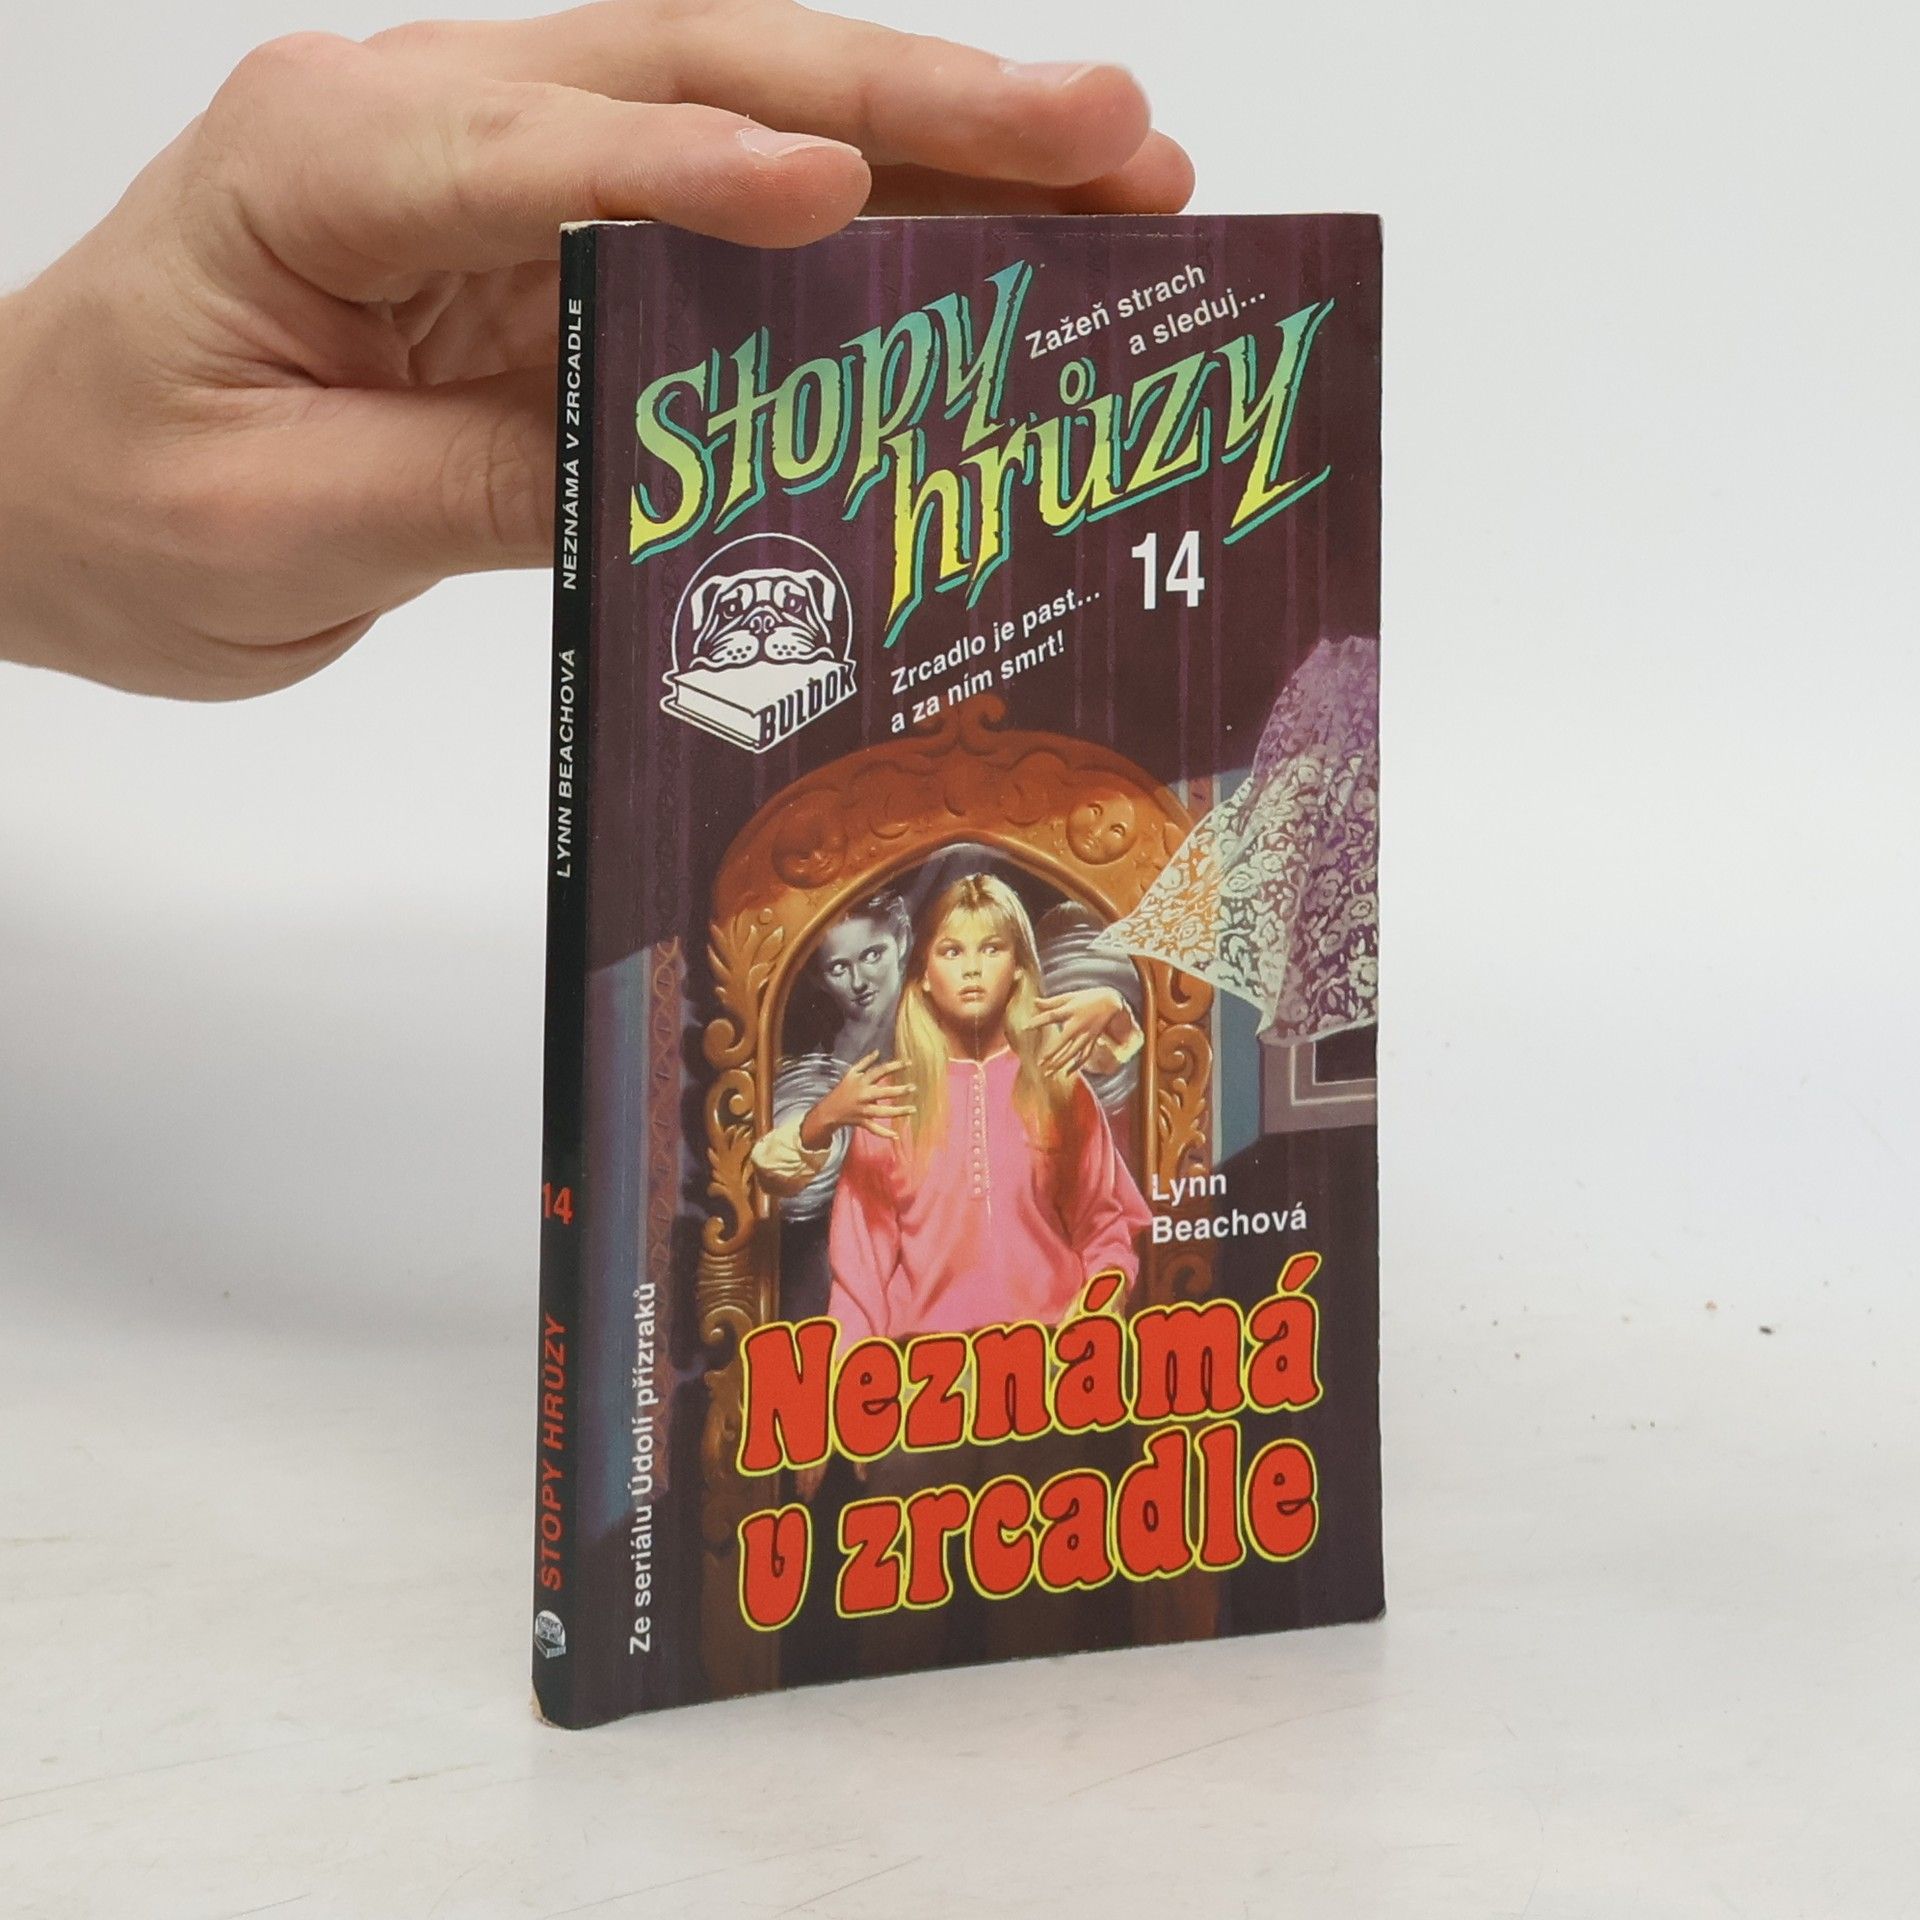 Stopy
hrůzy
Zažeň strach
a sleduj...
14
BULDOK
Zrcadlo je past...
a za ním smrt!
Lynn
Beachová
Neznámá
v zrcadle
Ze seriálu Údolí přízraků
LYNN BEACHOVÁ NEZNÁMÁ V ZRCADLE
STOPY HRŮZY 14